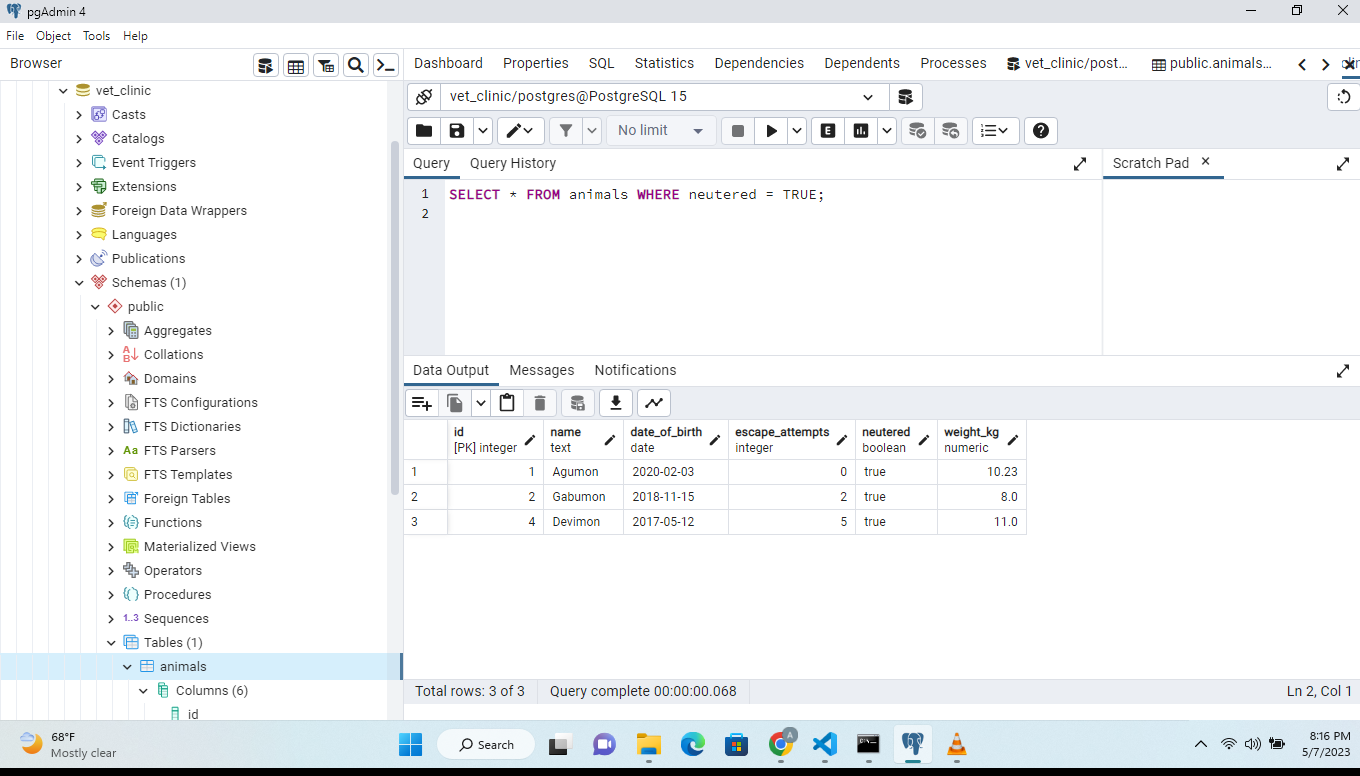 pgAdmin 4
File Object Tools Help
Browser
Dashboard Properties SQL Statistics Dependencies Dependents Processes vet_clinic/post... public.animals...
vet_clinic
Casts
Catalogs
Event Triggers
Extensions
Foreign Data Wrappers
Languages
Publications
Schemas (1)
public
Aggregates
Collations
Domains
FTS Configurations
FTS Dictionaries
Aa FTS Parsers
FTS Templates
Foreign Tables
Functions
Materialized Views
Operators
Procedures
1..3 Sequences
Tables (1)
animals
Columns (6)
id
vet_clinic/postgres@PostgreSQL 15
No limit
E
Query Query History
Scratch Pad
1 SELECT * FROM animals WHERE neutered = TRUE;
2
Data Output Messages Notifications
id name date_of_birth escape_attempts neutered weight_kg
[PK] integer text date integer boolean numeric
1 1 Agumon 2020-02-03 0 true 10.23
2 2 Gabumon 2018-11-15 2 true 8.0
3 4 Devimon 2017-05-12 5 true 11.0
Total rows: 3 of 3 Query complete 00:00:00.068 Ln 2, Col 1
68°F
Mostly clear
Search
A
8:16 PM
5/7/2023